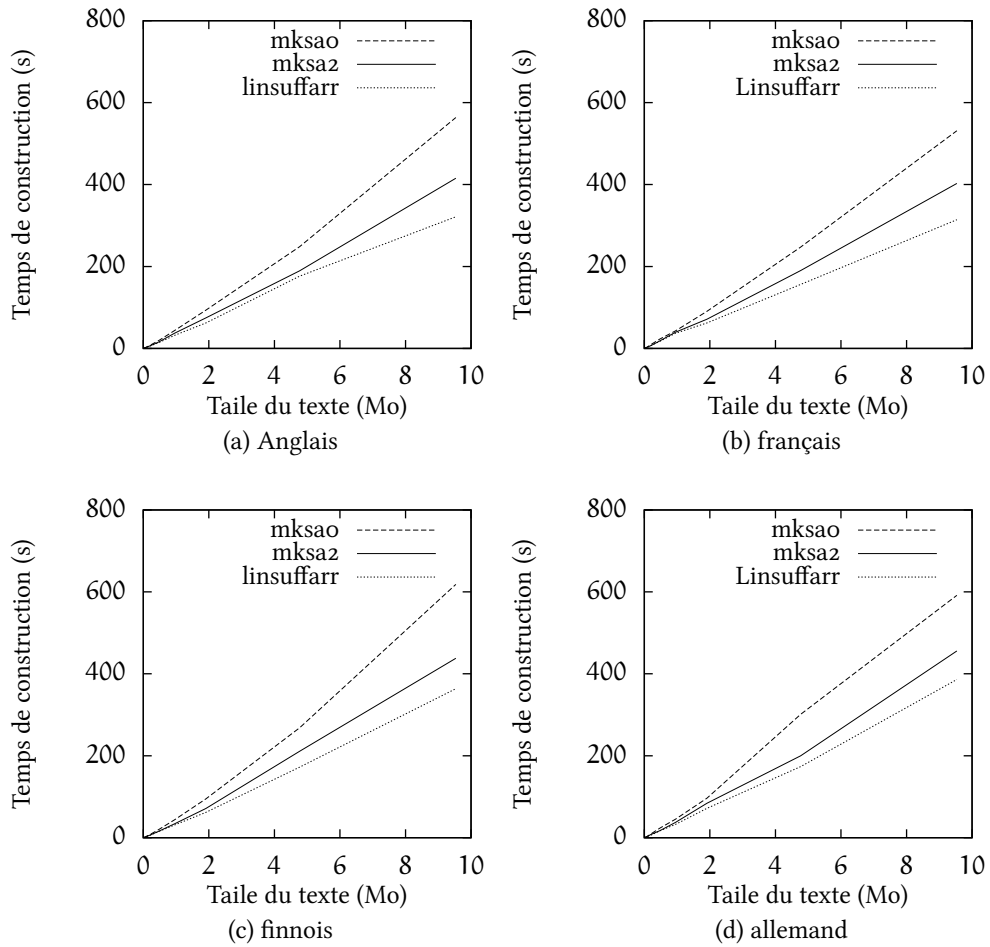 800
600
400
200
0
0 2 4 6 8 10
Temps de construction (s)
Taile du texte (Mo)
mksa0
mksa2
linsuffarr
(a) Anglais
800
600
400
200
0
0 2 4 6 8 10
Temps de construction (s)
Taile du texte (Mo)
mksa0
mksa2
Linsuffarr
(b) français
800
600
400
200
0
0 2 4 6 8 10
Temps de construction (s)
Taile du texte (Mo)
mksa0
mksa2
linsuffarr
(c) finnois
800
600
400
200
0
0 2 4 6 8 10
Temps de construction (s)
Taile du texte (Mo)
mksa0
mksa2
Linsuffarr
(d) allemand